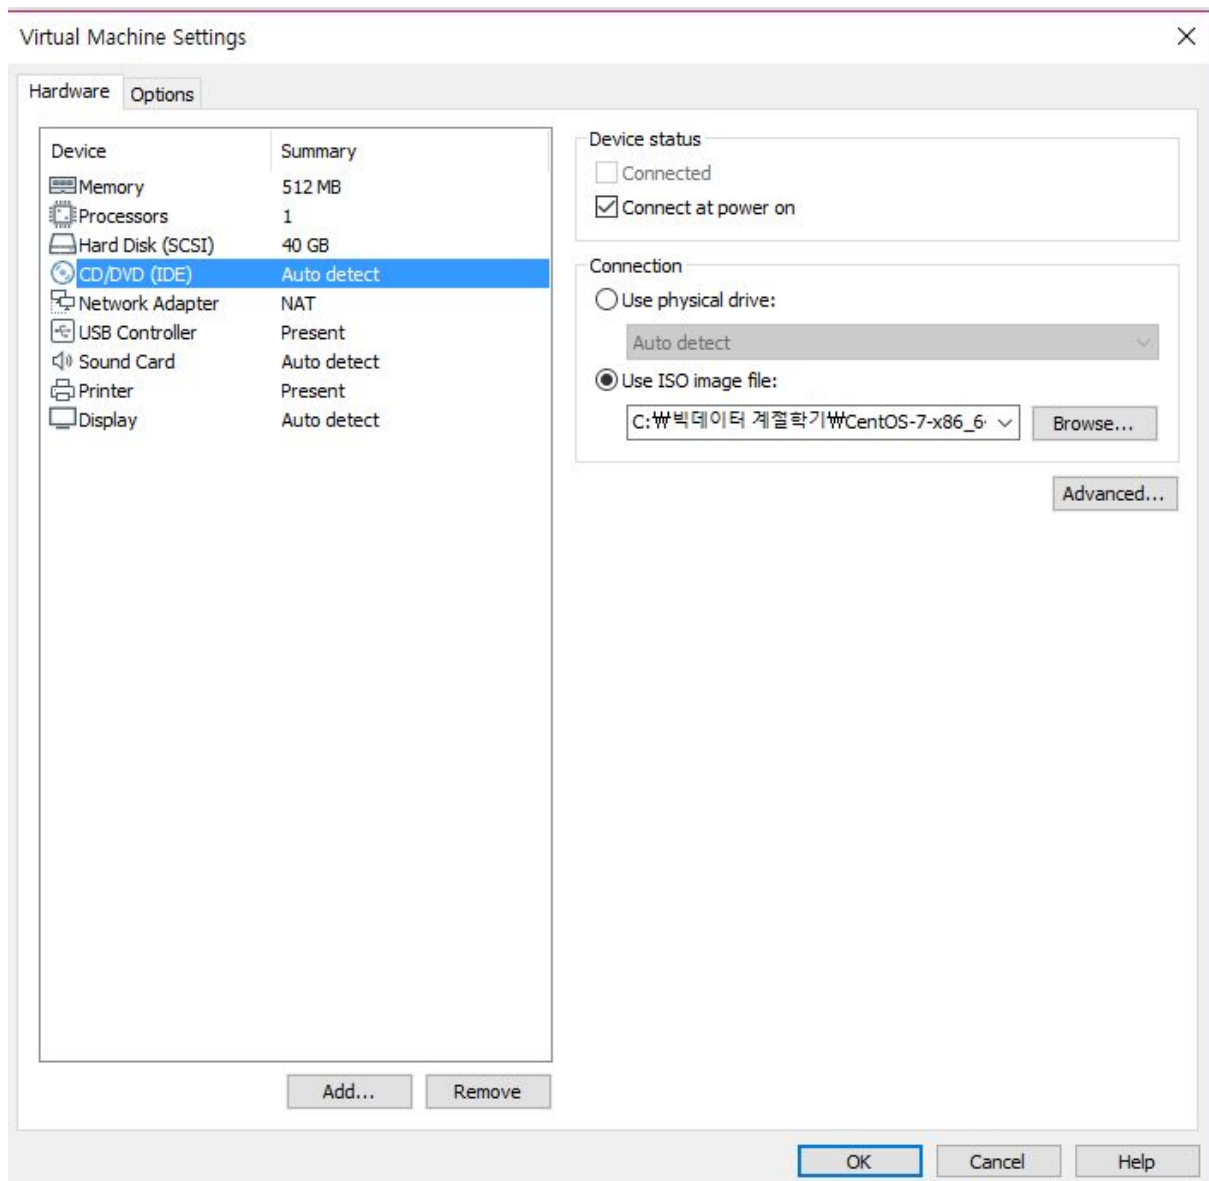 Virtual Machine Settings
Hardware Options
Device Summary
Memory 512 MB
Processors 1
Hard Disk (SCSI) 40 GB
CD/DVD (IDE) Auto detect
Network Adapter NAT
USB Controller Present
Sound Card Auto detect
Printer Present
Display Auto detect
Add... Remove
Device status
Connected
Connect at power on
Connection
Use physical drive:
Auto detect
Use ISO image file:
C:₩빅데이터 계절학기₩CentOS-7-x86_6 Browse...
Advanced...
OK Cancel Help